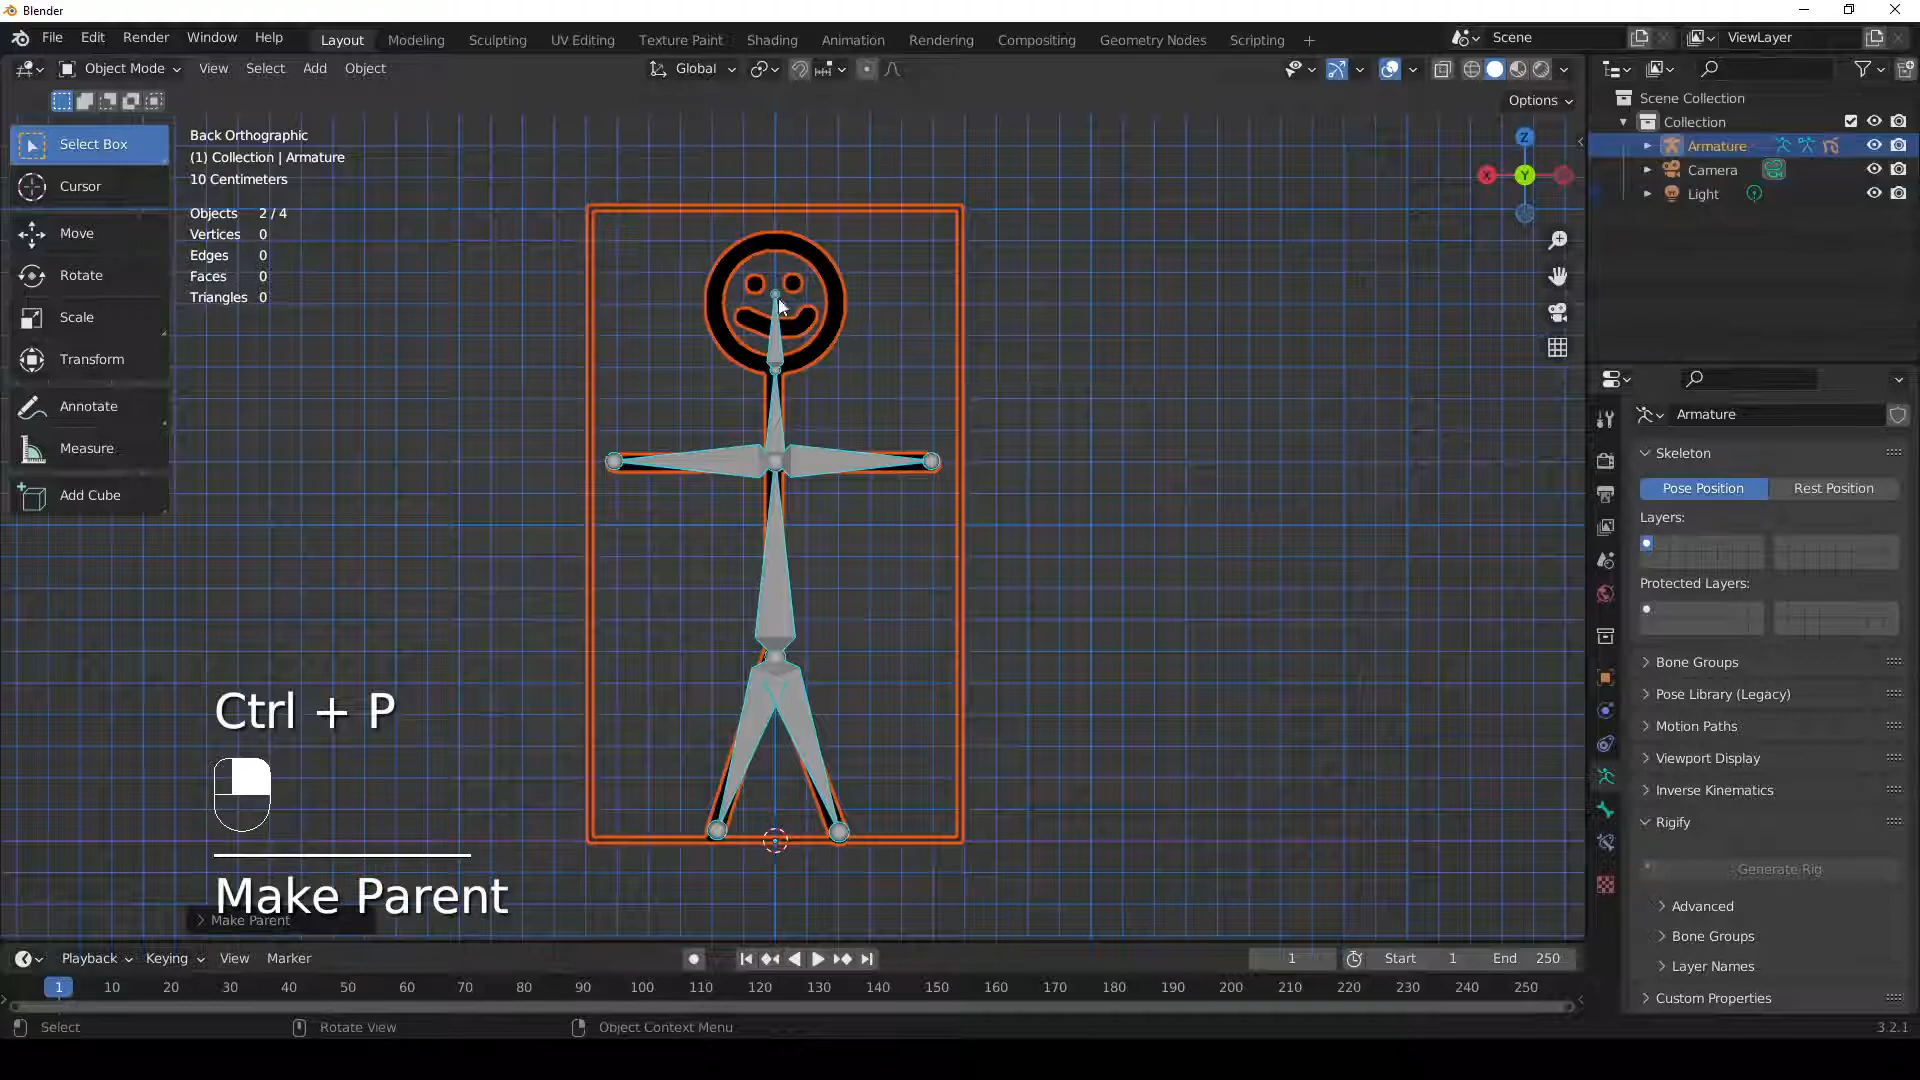 Blender
File Edit Render Window Help
Layout Modeling Sculpting UV Editing Texture Paint Shading Animation Rendering Compositing Geometry Nodes Scripting +
Scene
ViewLayer
Object Mode View Select Add Object
Global
Options
Select Box
Cursor
Move
Rotate
Scale
Transform
Annotate
Measure
Add Cube
Back Orthographic
(1) Collection | Armature
10 Centimeters
Objects 2 / 4
Vertices 0
Edges 0
Faces 0
Triangles 0
Z
X
Y
Scene Collection
Collection
Armature
Camera
Light
Armature
Skeleton
Pose Position Rest Position
Layers:
Protected Layers:
Bone Groups
Pose Library (Legacy)
Motion Paths
Viewport Display
Inverse Kinematics
Rigify
Generate Rig
Advanced
Bone Groups
Layer Names
Custom Properties
Ctrl + P
Make Parent
Make Parent
Playback Keying View Marker
1 Start 1 End 250
1 10 20 30 40 50 60 70 80 90 100 110 120 130 140 150 160 170 180 190 200 210 220 230 240 250
Select Rotate View Object Context Menu
3.2.1